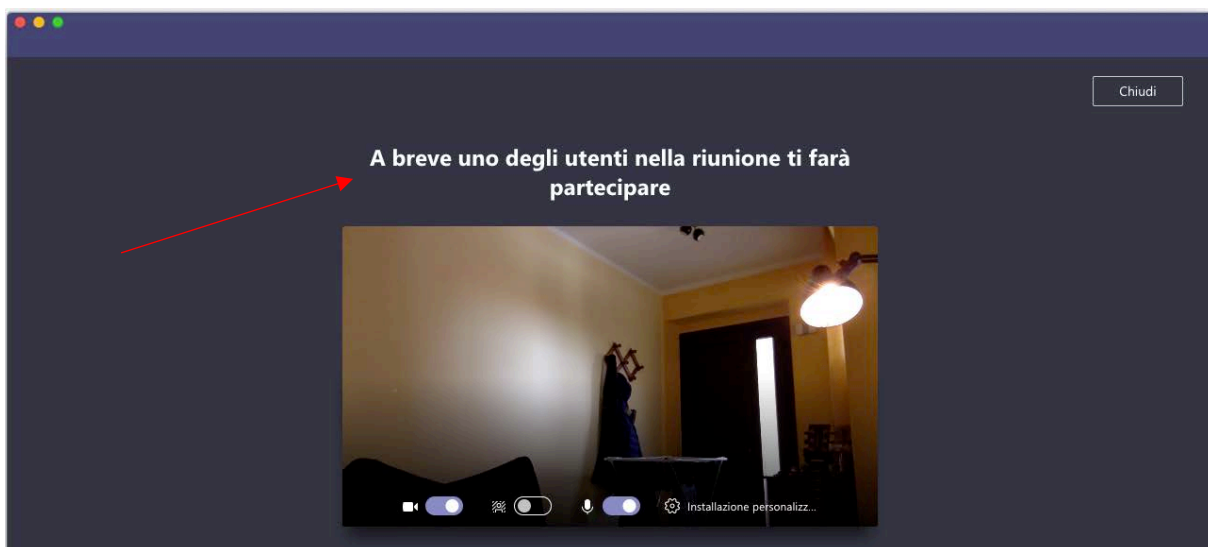 Chiudi
A breve uno degli utenti nella riunione ti farà
partecipare
Installazione personalizz...